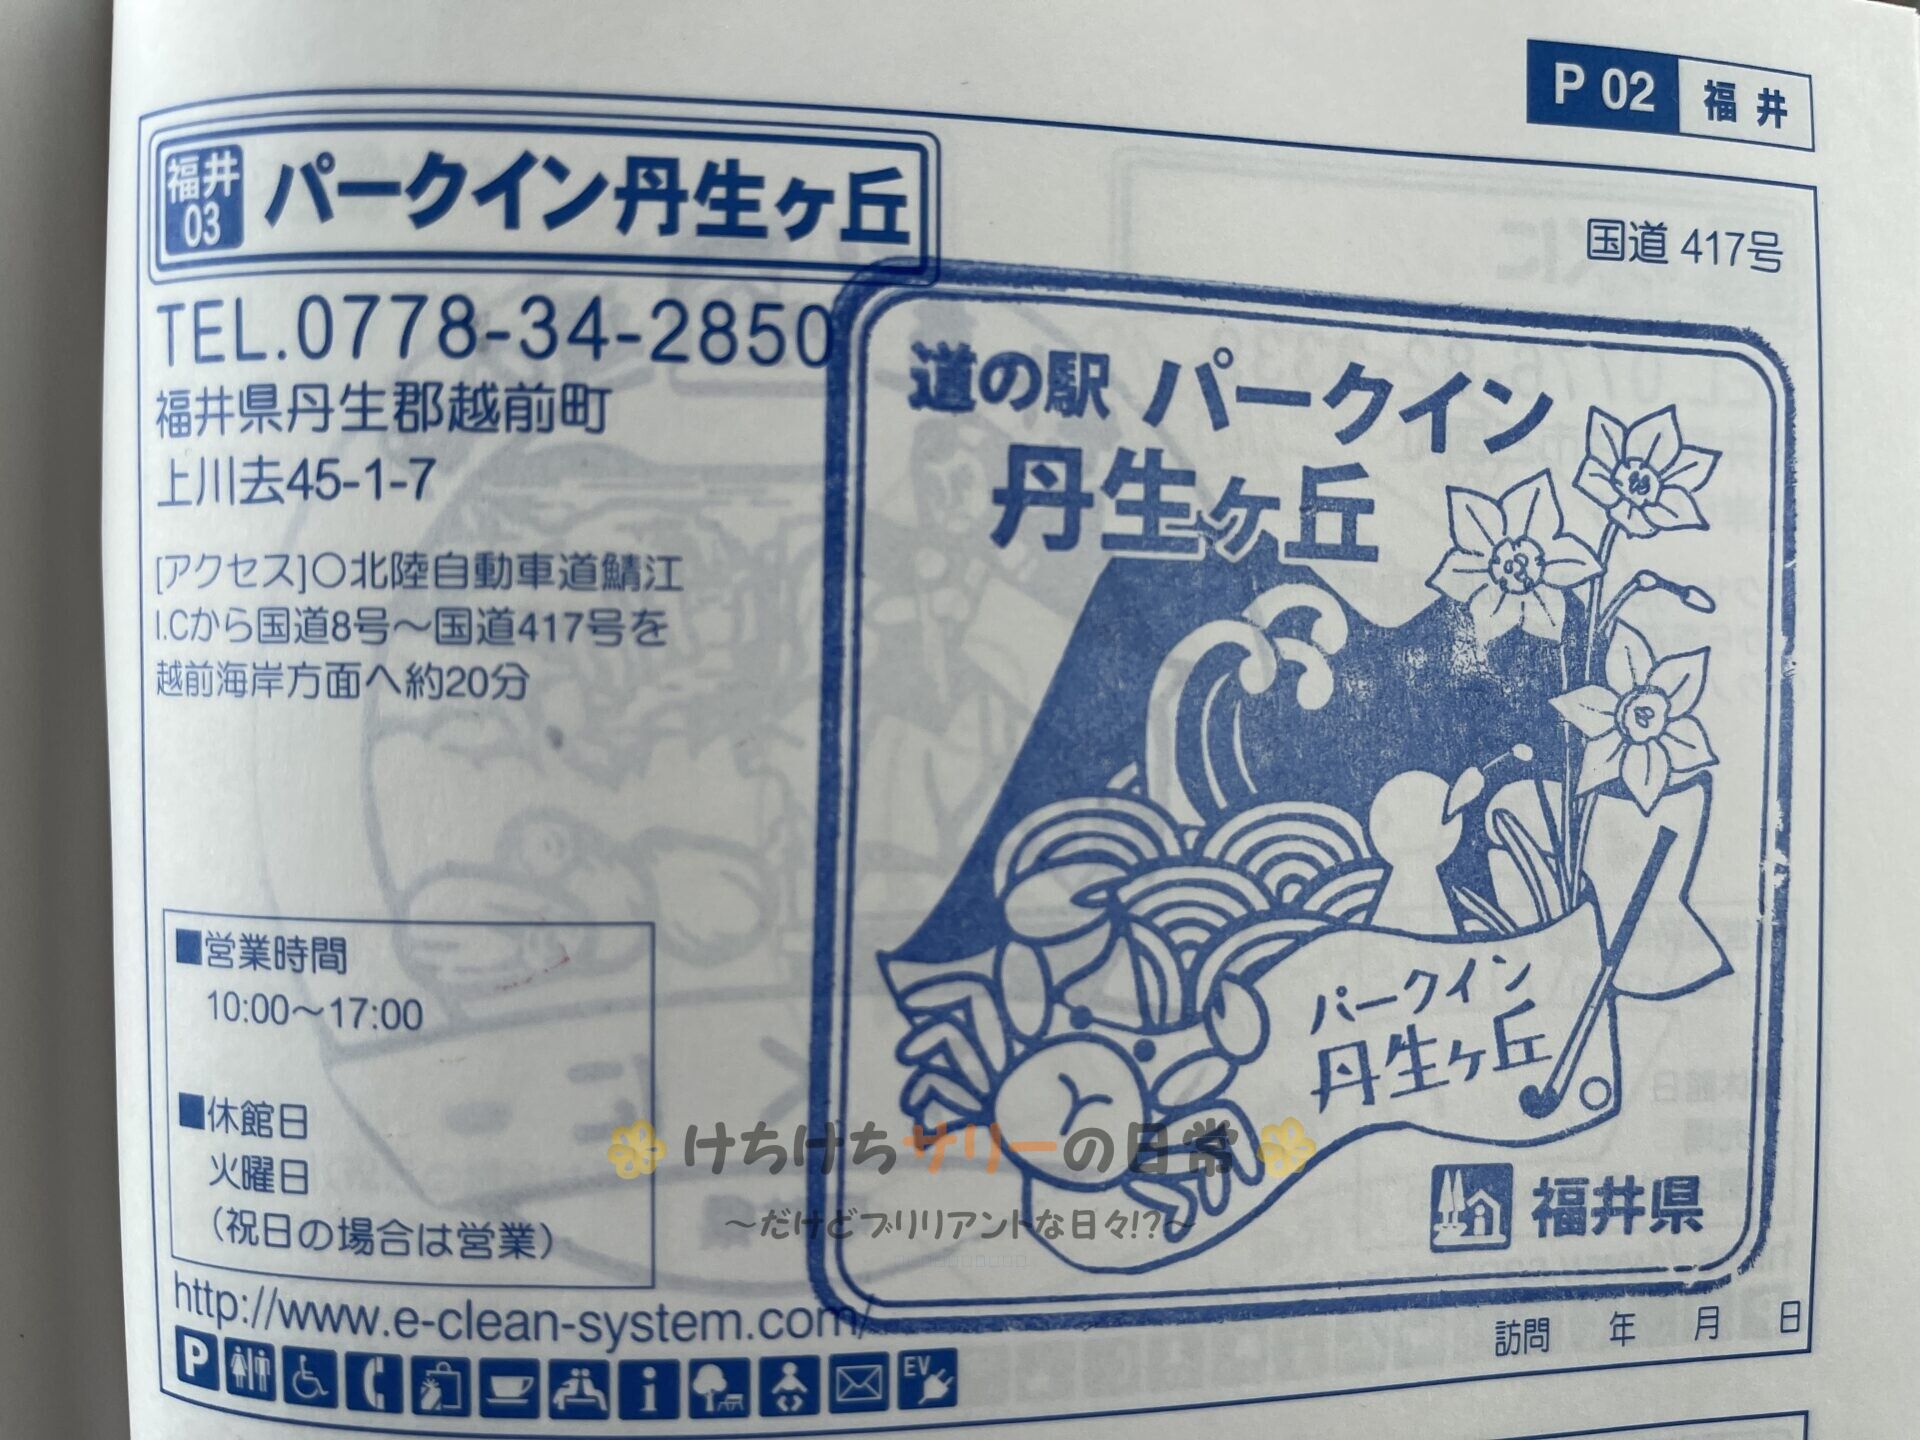 P 02 福井
福井
03
パークイン丹生ヶ丘
国道 417号
TEL.0778-34-2850
福井県丹生郡越前町
上川去45-1-7
[アクセス]〇北陸自動車道鯖江
I.Cから国道8号〜国道417号を
越前海岸方面へ約20分
■営業時間
10:00〜17:00
■休館日
火曜日
（祝日の場合は営業）
http://www.e-clean-system.com/
P
i
EV
道の駅 パークイン
丹生ヶ丘
パークイン
丹生ヶ丘
福井県
訪問 年 月 日
けちけちサリーの日常
〜だけどブリリアントな日々!?〜